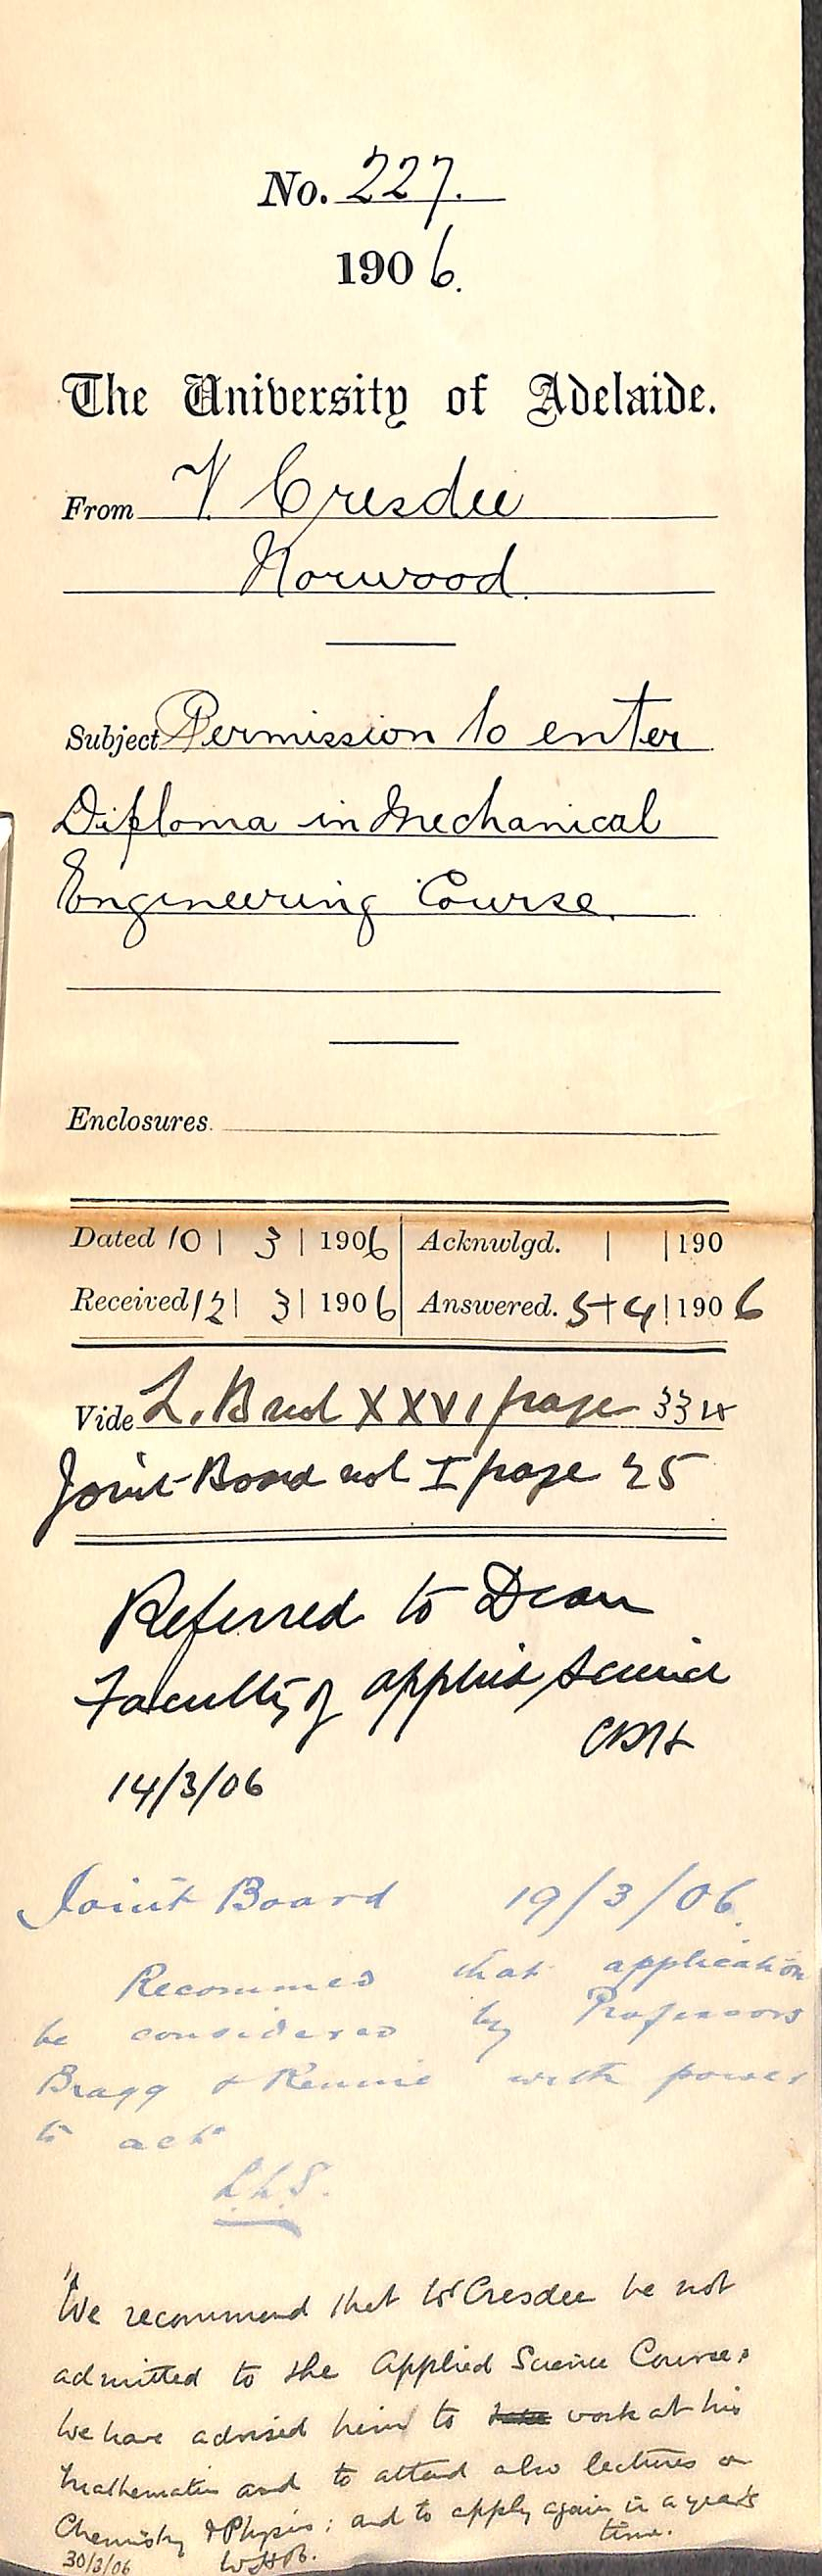 No. 227.
1906.
The University of Adelaide.
From V. Cresdee
Norwood.
Subject Permission to enter
Diploma in Mechanical
Engineering Course.
Enclosures.
Dated 10 | 3 | 1906 Acknwlgd. | | 190
Received 12 | 3 | 1906 Answered. 5 | 4 | 1906
Vide L. B vol XXVI page 334
Joint Board vol I page 25
Referred to Dean
Faculty of applied Science
CRH
14/3/06
Joint Board 19/3/06.
Recommends that application
be considered by Professors
Bragg & Rennie with power
to act
"We recommend that Mr Cresdee be not
admitted to the Applied Science Course.
We have advised him to work at his
Mathematics and to attend also lectures on
Chemistry & Physics; and to apply again in a year's
time.
30/3/06 WHB.